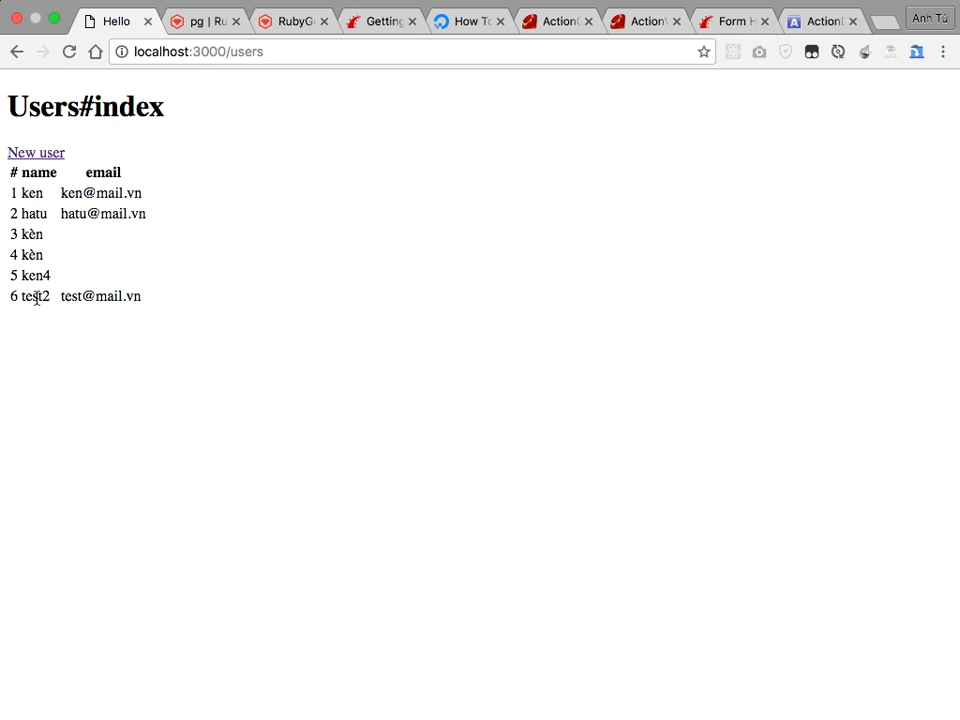 Hello
pg | Ru
RubyG
Getting
How To
Action
Action
Form H
Action
Anh Tú
localhost:3000/users
Users#index
New user
# name email
1 ken ken@mail.vn
2 hatu hatu@mail.vn
3 kèn
4 kèn
5 ken4
6 test2 test@mail.vn